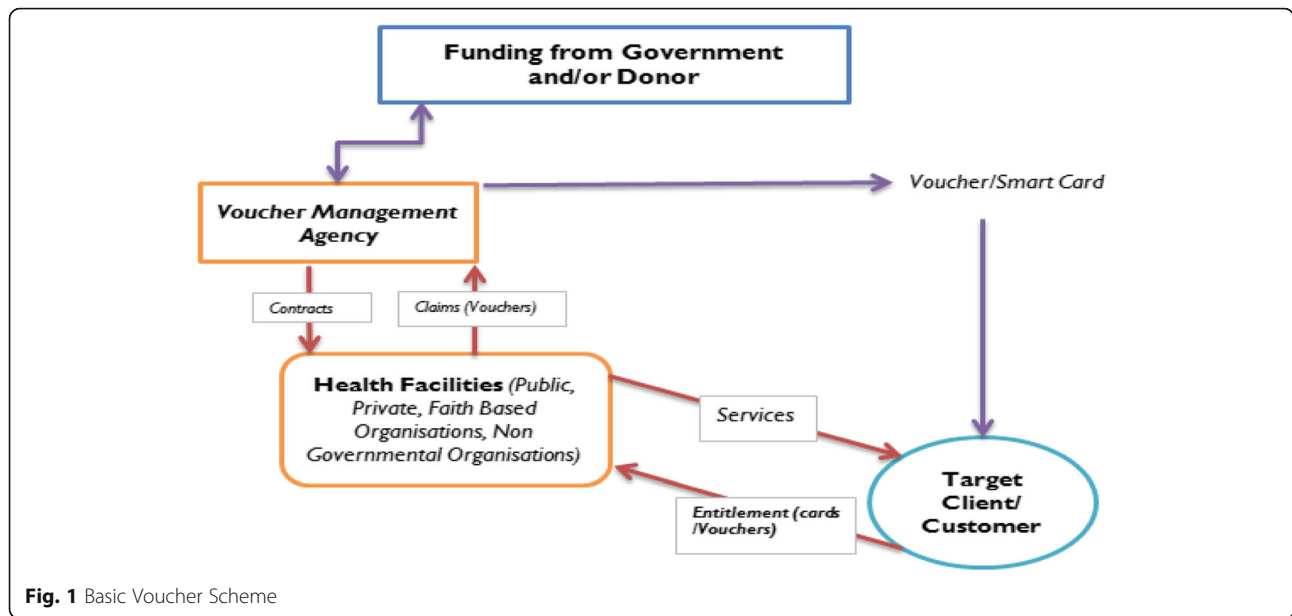 Funding from Government
and/or Donor
Voucher Management
Agency
Voucher/Smart Card
Contracts
Claims (Vouchers)
Health Facilities (Public,
Private, Faith Based
Organisations, Non
Governmental Organisations)
Services
Entitlement (cards
/Vouchers)
Target
Client/
Customer
Fig. 1 Basic Voucher Scheme